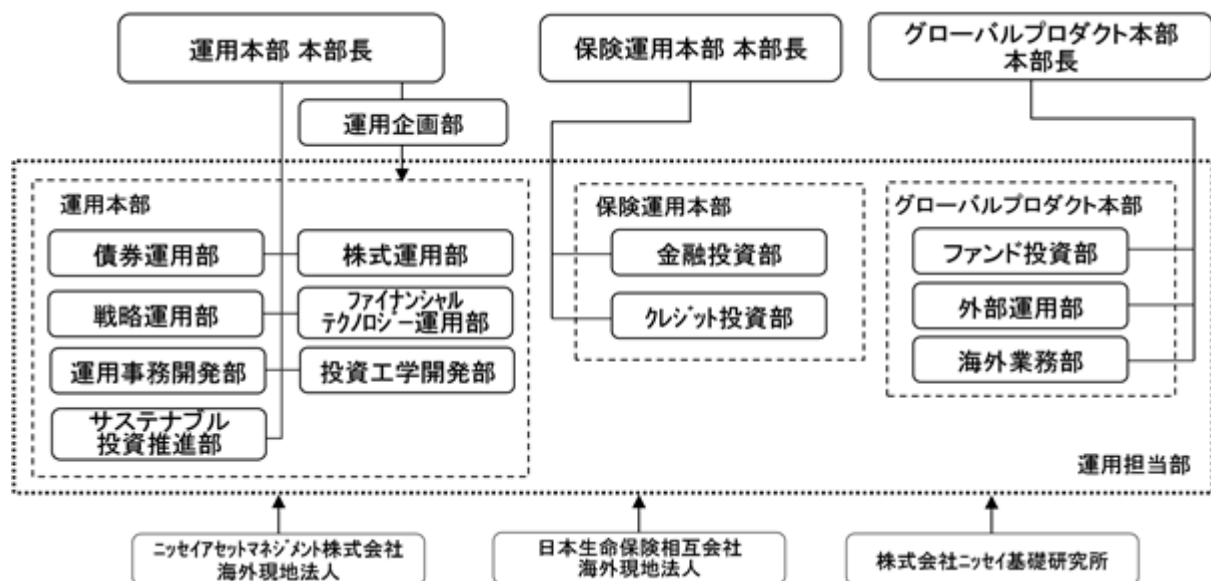 運用本部 本部長
保険運用本部 本部長
グローバルプロダクト本部
本部長
運用企画部
運用本部
債券運用部
株式運用部
戦略運用部
ファイナンシャル
テクノロジー運用部
運用事務開発部
投資工学開発部
サステナブル
投資推進部
保険運用本部
金融投資部
クレジット投資部
グローバルプロダクト本部
ファンド投資部
外部運用部
海外業務部
運用担当部
ニッセイアセットマネジメント株式会社
海外現地法人
日本生命保険相互会社
海外現地法人
株式会社ニッセイ基礎研究所